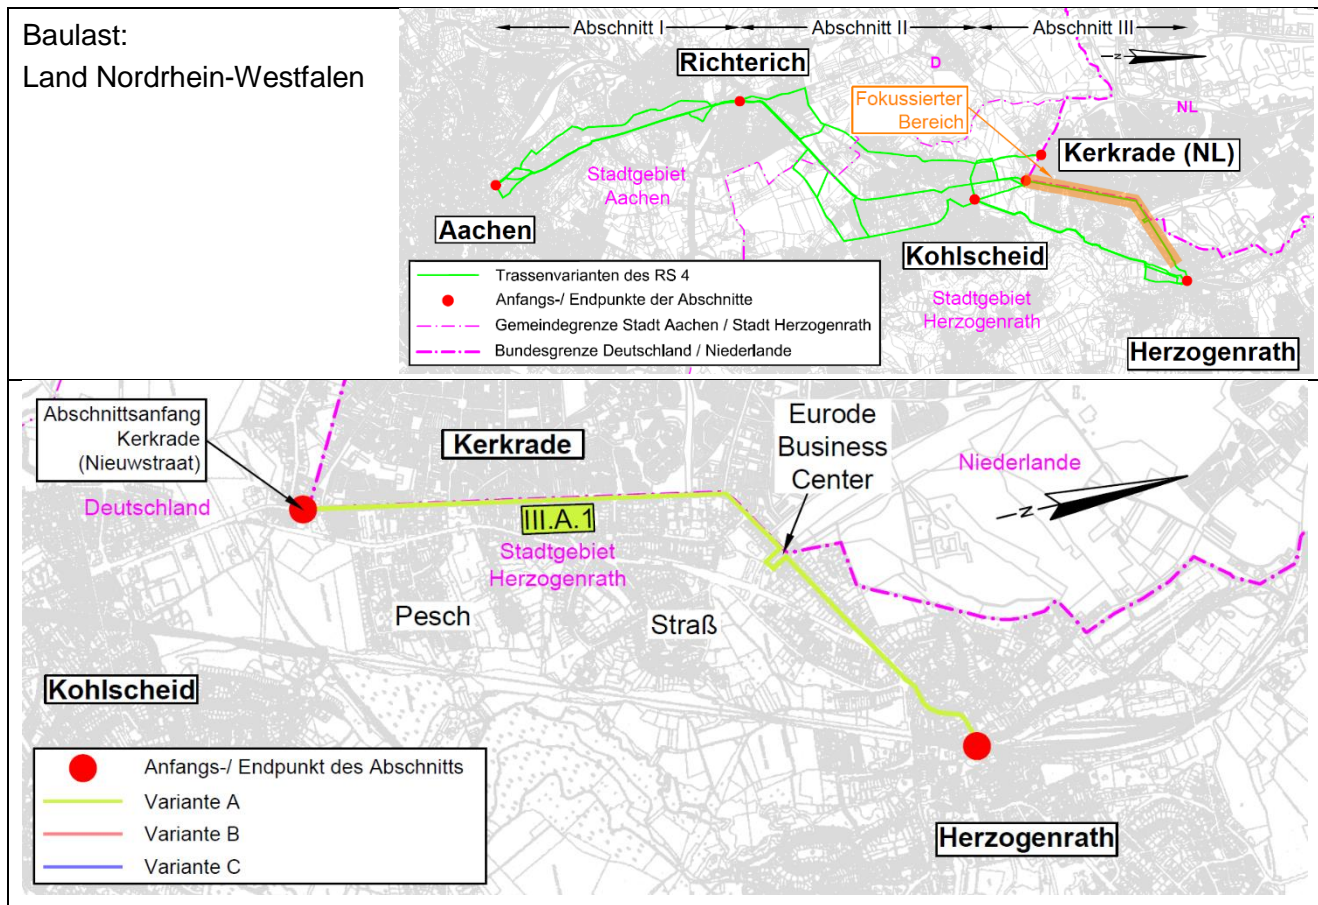 Baulast:
Land Nordrhein-Westfalen
Abschnitt I
Abschnitt II
Abschnitt III
Richterich
D
N
Fokussierter
Bereich
NL
Kerkrade (NL)
Stadtgebiet
Aachen
Aachen
Kohlscheid
Stadtgebiet
Herzogenrath
Herzogenrath
Trassenvarianten des RS 4
Anfangs-/ Endpunkte der Abschnitte
Gemeindegrenze Stadt Aachen / Stadt Herzogenrath
Bundesgrenze Deutschland / Niederlande
Abschnittsanfang
Kerkrade
(Nieuwstraat)
Kerkrade
Eurode
Business
Center
Niederlande
Deutschland
N
III.A.1
Stadtgebiet
Herzogenrath
Pesch
Straß
Kohlscheid
Herzogenrath
Anfangs-/ Endpunkt des Abschnitts
Variante A
Variante B
Variante C